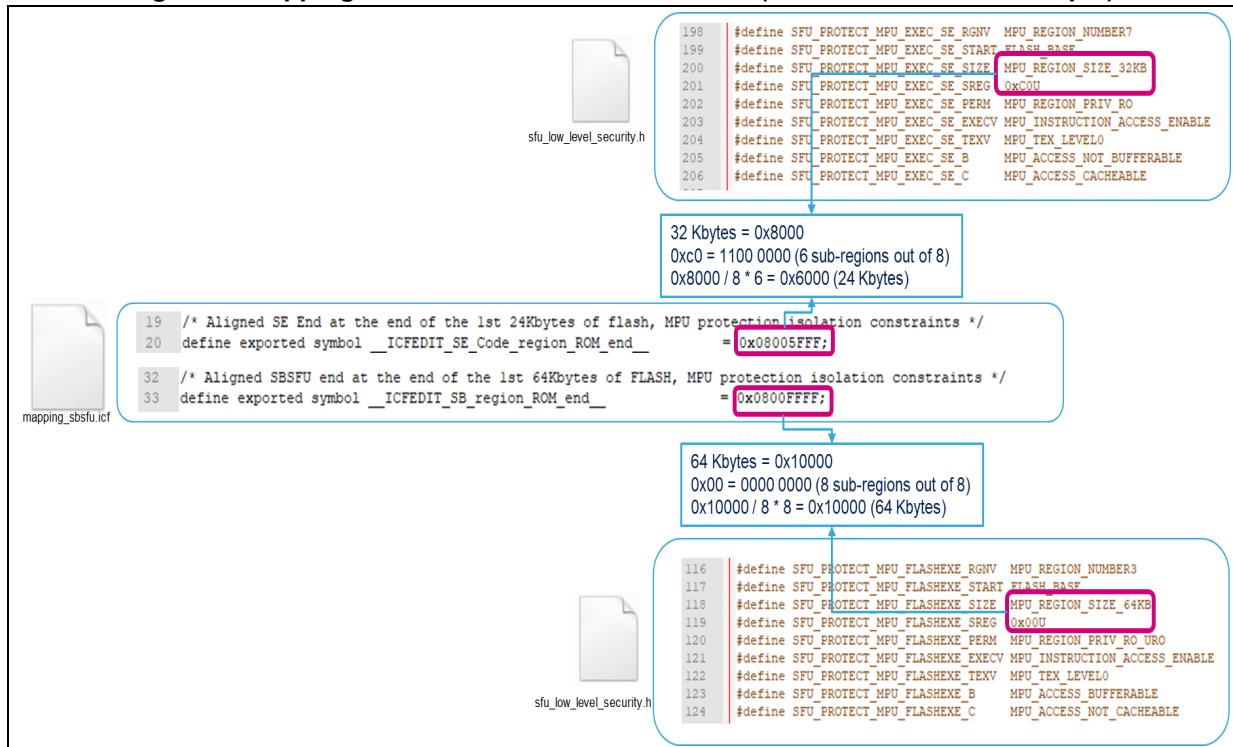 198 #define SFU_PROTECT_MPU_EXEC_SE_RGNV MPU_REGION_NUMBER7
199 #define SFU_PROTECT_MPU_EXEC_SE_START FLASH_BASE
200 #define SFU_PROTECT_MPU_EXEC_SE_SIZE MPU_REGION_SIZE_32KB
201 #define SFU_PROTECT_MPU_EXEC_SE_SREG 0xC0U
202 #define SFU_PROTECT_MPU_EXEC_SE_PERM MPU_REGION_PRIV_RO
203 #define SFU_PROTECT_MPU_EXEC_SE_EXECV MPU_INSTRUCTION_ACCESS_ENABLE
204 #define SFU_PROTECT_MPU_EXEC_SE_TEXV MPU_TEX_LEVEL0
205 #define SFU_PROTECT_MPU_EXEC_SE_B MPU_ACCESS_NOT_BUFFERABLE
206 #define SFU_PROTECT_MPU_EXEC_SE_C MPU_ACCESS_CACHEABLE
sfu_low_level_security.h
32 Kbytes = 0x8000
0xc0 = 1100 0000 (6 sub-regions out of 8)
0x8000 / 8 * 6 = 0x6000 (24 Kbytes)
19 /* Aligned SE End at the end of the 1st 24Kbytes of flash, MPU protection isolation constraints */
20 define exported symbol __ICFEDIT_SE_Code_region_ROM_end__ = 0x08005FFF;
32 /* Aligned SBSFU end at the end of the 1st 64Kbytes of FLASH, MPU protection isolation constraints */
33 define exported symbol __ICFEDIT_SB_region_ROM_end__ = 0x0800FFFF;
mapping_sbsfu.icf
64 Kbytes = 0x10000
0x00 = 0000 0000 (8 sub-regions out of 8)
0x10000 / 8 * 8 = 0x10000 (64 Kbytes)
116 #define SFU_PROTECT_MPU_FLASHEXE_RGNV MPU_REGION_NUMBER3
117 #define SFU_PROTECT_MPU_FLASHEXE_START FLASH_BASE
118 #define SFU_PROTECT_MPU_FLASHEXE_SIZE MPU_REGION_SIZE_64KB
119 #define SFU_PROTECT_MPU_FLASHEXE_SREG 0x00U
120 #define SFU_PROTECT_MPU_FLASHEXE_PERM MPU_REGION_PRIV_RO_URO
121 #define SFU_PROTECT_MPU_FLASHEXE_EXECV MPU_INSTRUCTION_ACCESS_ENABLE
122 #define SFU_PROTECT_MPU_FLASHEXE_TEXV MPU_TEX_LEVEL0
123 #define SFU_PROTECT_MPU_FLASHEXE_B MPU_ACCESS_BUFFERABLE
124 #define SFU_PROTECT_MPU_FLASHEXE_C MPU_ACCESS_NOT_CACHEABLE
sfu_low_level_security.h